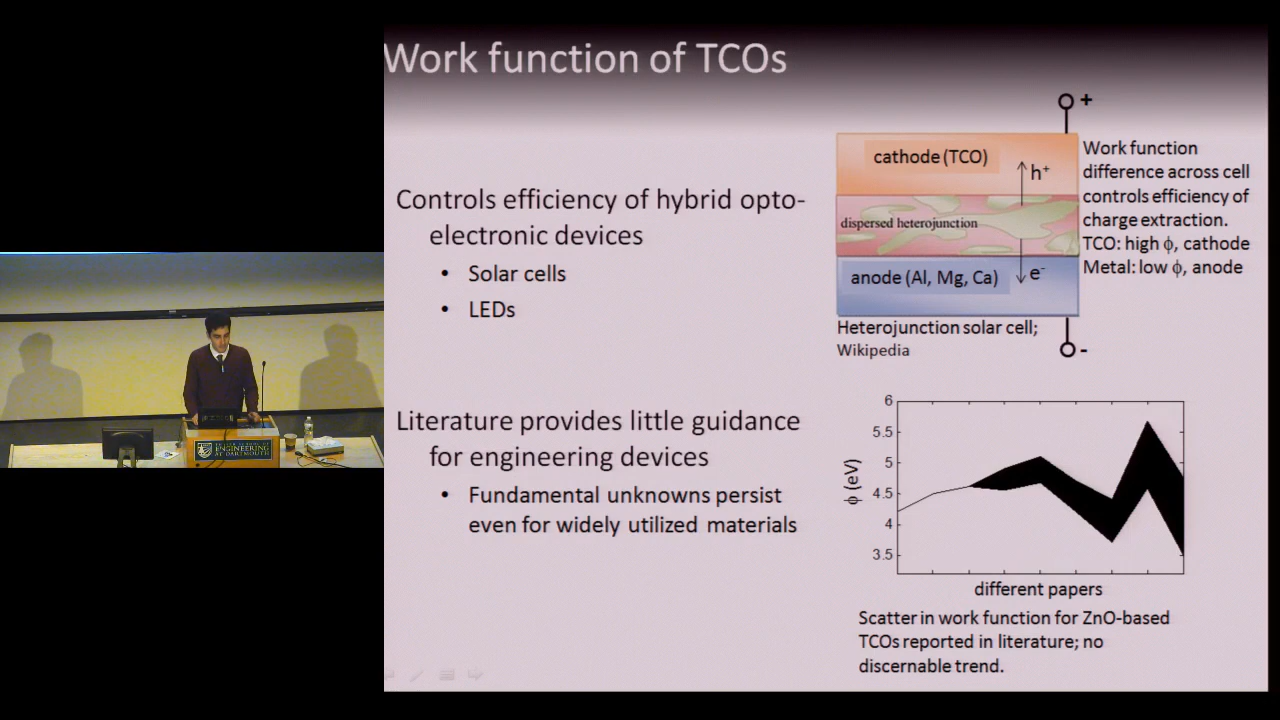 Work function of TCOs
Controls efficiency of hybrid opto-
electronic devices
• Solar cells
• LEDs
Literature provides little guidance
for engineering devices
• Fundamental unknowns persist
even for widely utilized materials
+
cathode (TCO)
h+
dispersed heterojunction
anode (Al, Mg, Ca)
e-
-
Work function
difference across cell
controls efficiency of
charge extraction.
TCO: high ϕ, cathode
Metal: low ϕ, anode
Heterojunction solar cell;
Wikipedia
6
5.5
5
4.5
4
3.5
ϕ (eV)
different papers
Scatter in work function for ZnO-based
TCOs reported in literature; no
discernable trend.
ENGINEERING
AT DARTMOUTH